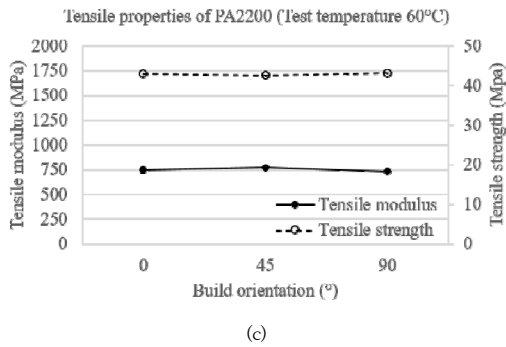 Tensile properties of PA2200 (Test temperature 60°C)
Tensile modulus (MPa)
2000
1750
1500
1250
1000
750
500
250
0
50
40
30
20
10
0
Tensile strength (Mpa)
Tensile modulus
Tensile strength
0 45 90
Build orientation (°)
(c)